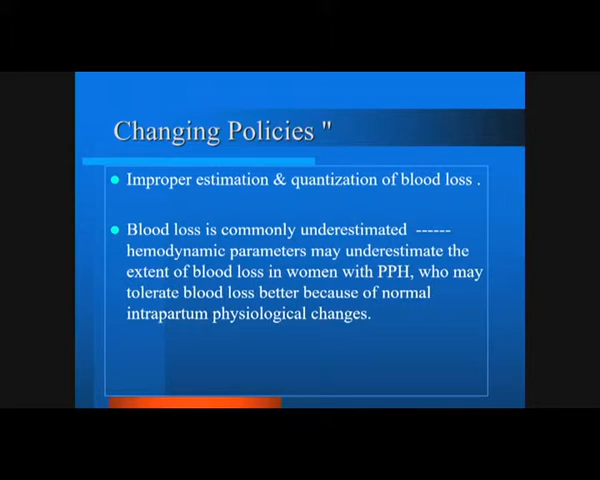 Changing Policies "
Improper estimation & quantization of blood loss .
Blood loss is commonly underestimated ------
hemodynamic parameters may underestimate the
extent of blood loss in women with PPH, who may
tolerate blood loss better because of normal
intrapartum physiological changes.